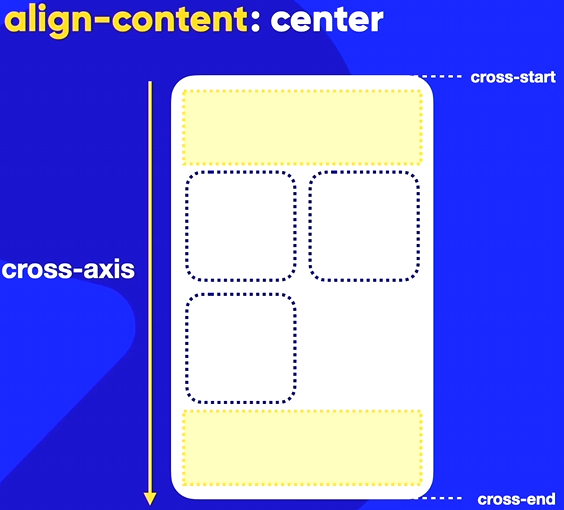 align-content: center
cross-start
cross-axis
cross-end